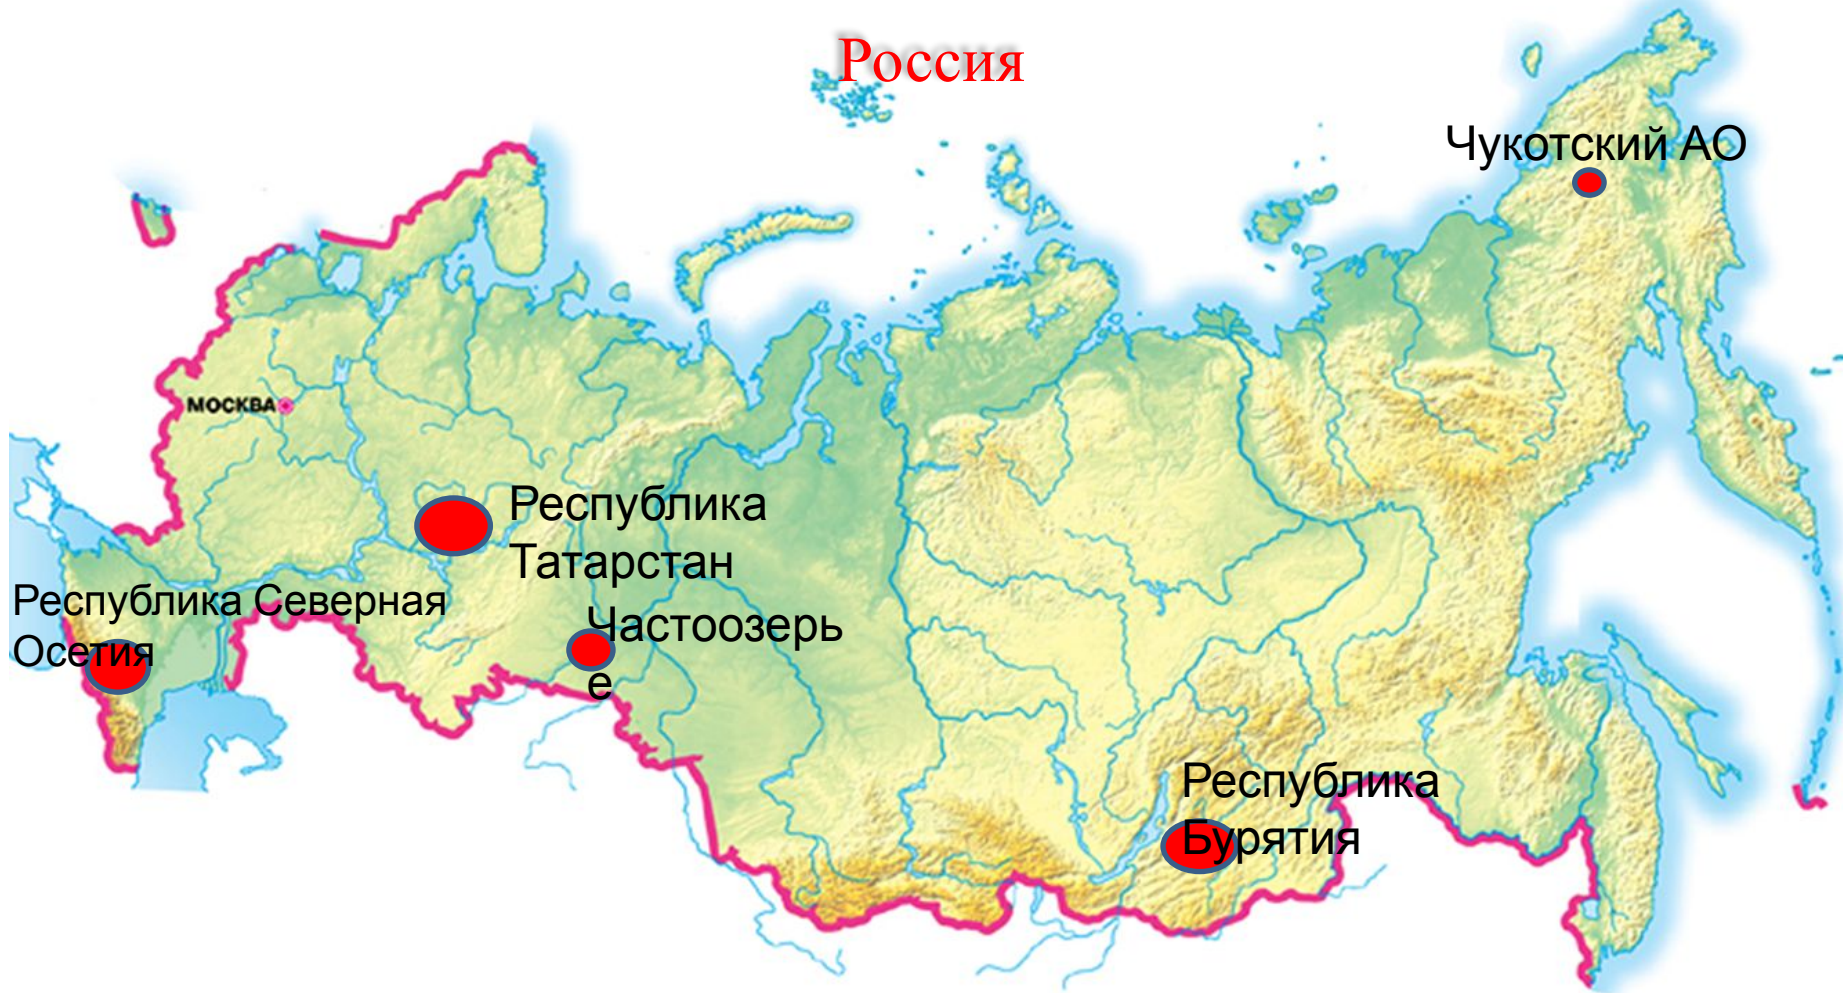 Россия
Чукотский АО
МОСКВА
Республика
Татарстан
Республика Северная
Осетия
Частоозерь
е
Республика
Бурятия